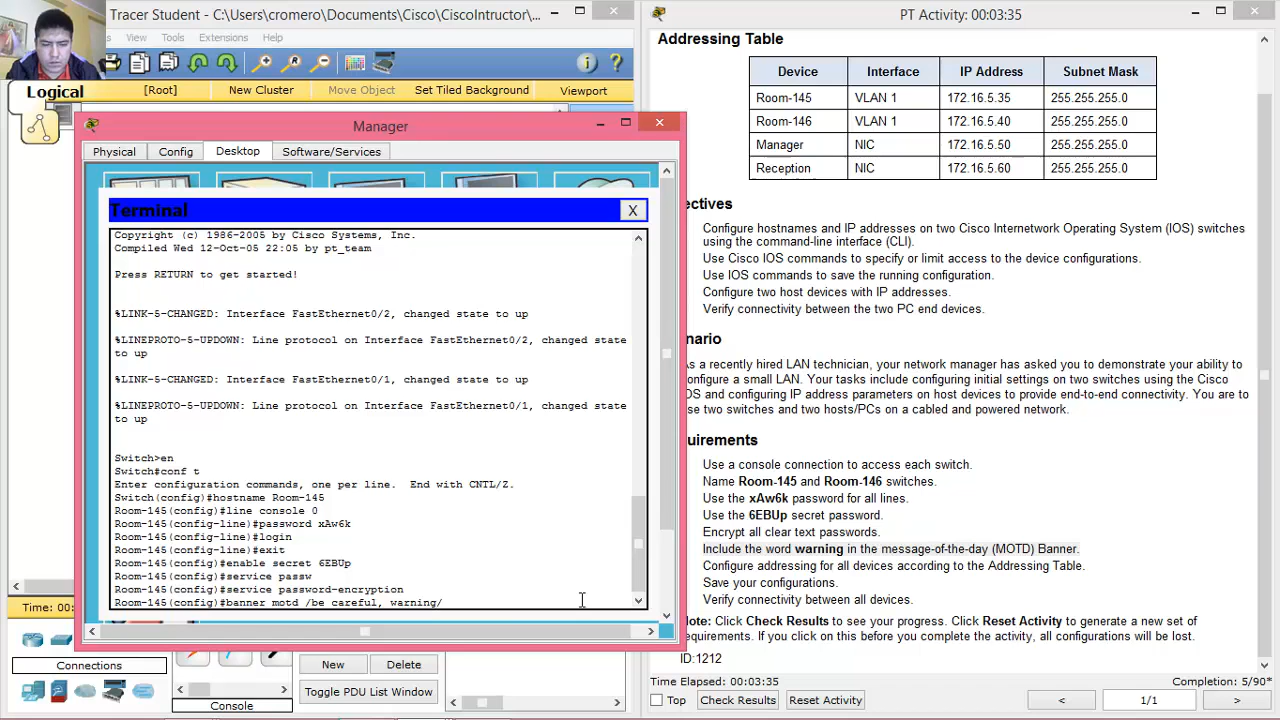 Tracer Student - C:\Users\cromero\Documents\Cisco\CiscoIntructor\...
View Tools Extensions Help
Logical [Root] New Cluster Move Object Set Tiled Background Viewport
Manager
Physical Config Desktop Software/Services
Terminal X
Copyright (c) 1986-2005 by Cisco Systems, Inc.
Compiled Wed 12-Oct-05 22:05 by pt_team
Press RETURN to get started!
%LINK-5-CHANGED: Interface FastEthernet0/2, changed state to up
%LINEPROTO-5-UPDOWN: Line protocol on Interface FastEthernet0/2, changed state
to up
%LINK-5-CHANGED: Interface FastEthernet0/1, changed state to up
%LINEPROTO-5-UPDOWN: Line protocol on Interface FastEthernet0/1, changed state
to up
Switch>en
Switch#conf t
Enter configuration commands, one per line.  End with CNTL/Z.
Switch(config)#hostname Room-145
Room-145(config)#line console 0
Room-145(config-line)#password xAw6k
Room-145(config-line)#login
Room-145(config-line)#exit
Room-145(config)#enable secret 6EBUp
Room-145(config)#service passw
Room-145(config)#service password-encryption
Room-145(config)#banner motd /be careful, warning/
Time: 00:
Connections
New Delete
Toggle PDU List Window
Console
PT Activity: 00:03:35
Addressing Table
Device Interface IP Address Subnet Mask
Room-145 VLAN 1 172.16.5.35 255.255.255.0
Room-146 VLAN 1 172.16.5.40 255.255.255.0
Manager NIC 172.16.5.50 255.255.255.0
Reception NIC 172.16.5.60 255.255.255.0
ectives
Configure hostnames and IP addresses on two Cisco Internetwork Operating System (IOS) switches
using the command-line interface (CLI).
Use Cisco IOS commands to specify or limit access to the device configurations.
Use IOS commands to save the running configuration.
Configure two host devices with IP addresses.
Verify connectivity between the two PC end devices.
nario
As a recently hired LAN technician, your network manager has asked you to demonstrate your ability to
onfigure a small LAN. Your tasks include configuring initial settings on two switches using the Cisco
OS and configuring IP address parameters on host devices to provide end-to-end connectivity. You are to
se two switches and two hosts/PCs on a cabled and powered network.
uirements
Use a console connection to access each switch.
Name Room-145 and Room-146 switches.
Use the xAw6k password for all lines.
Use the 6EBUp secret password.
Encrypt all clear text passwords.
Include the word warning in the message-of-the-day (MOTD) Banner.
Configure addressing for all devices according to the Addressing Table.
Save your configurations.
Verify connectivity between all devices.
Note: Click Check Results to see your progress. Click Reset Activity to generate a new set of
equirements. If you click on this before you complete the activity, all configurations will be lost.
ID:1212
Time Elapsed: 00:03:35 Completion: 5/90*
Top Check Results Reset Activity < 1/1 >